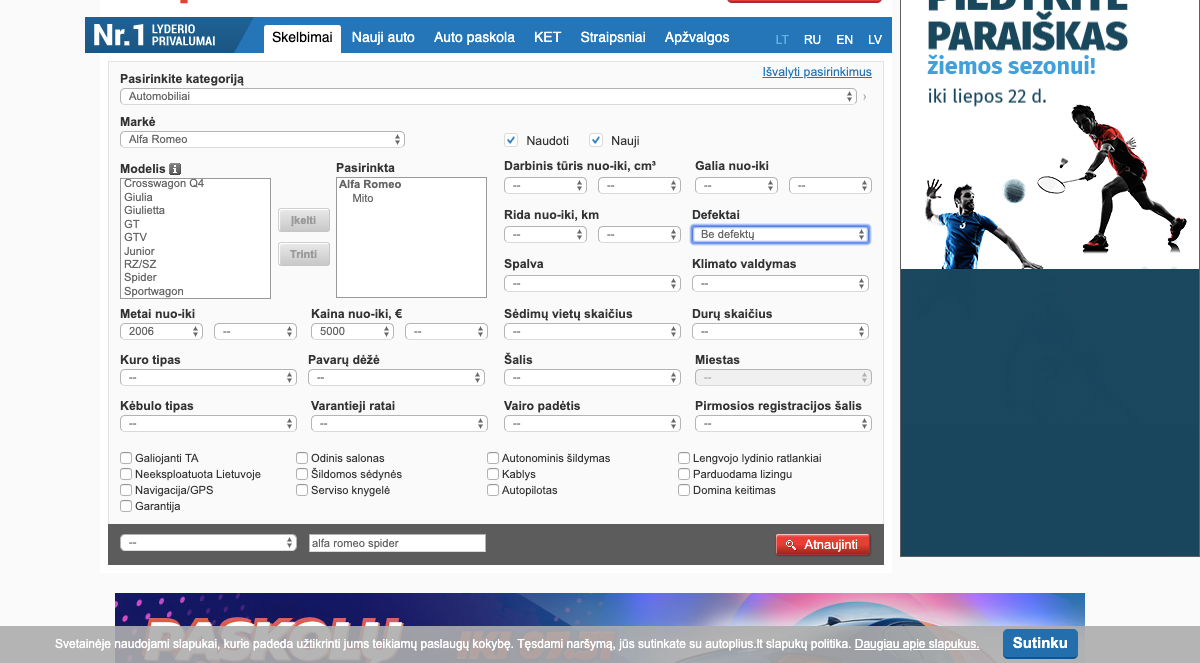 PIEDYKITE
PARAIŠKAS
žiemos sezonui!
iki liepos 22 d.
Nr.1 LYDERIO
PRIVALUMAI
Skelbimai Nauji auto Auto paskola KET Straipsniai Apžvalgos LT RU EN LV
Išvalyti pasirinkimus
Pasirinkite kategoriją
Automobiliai
Markė
Alfa Romeo
Naudoti Nauji
Modelis Pasirinkta
Crosswagon Q4
Giulia
Giulietta
GT
GTV
Junior
RZ/SZ
Spider
Sportwagon
Įkelti
Trinti
Alfa Romeo
Mito
Darbinis tūris nuo-iki, cm³ Galia nuo-iki
-- -- -- --
Rida nuo-iki, km Defektai
-- -- Be defektų
Spalva Klimato valdymas
-- --
Metai nuo-iki Kaina nuo-iki, € Sėdimų vietų skaičius Durų skaičius
2006 -- 5000 -- -- --
Kuro tipas Pavarų dėžė Šalis Miestas
-- -- -- --
Kėbulo tipas Varantieji ratai Vairo padėtis Pirmosios registracijos šalis
-- -- -- --
Galiojanti TA Odinis salonas Autonominis šildymas Lengvojo lydinio ratlankiai
Neeksploatuota Lietuvoje Šildomos sėdynės Kablys Parduodama lizingu
Navigacija/GPS Serviso knygelė Autopilotas Domina keitimas
Garantija
-- alfa romeo spider Atnaujinti
PASKOLŲ
Svetainėje naudojami slapukai, kurie padeda užtikrinti jums teikiamų paslaugų kokybę. Tęsdami naršymą, jūs sutinkate su autoplius.lt slapukų politika. Daugiau apie slapukus. Sutinku